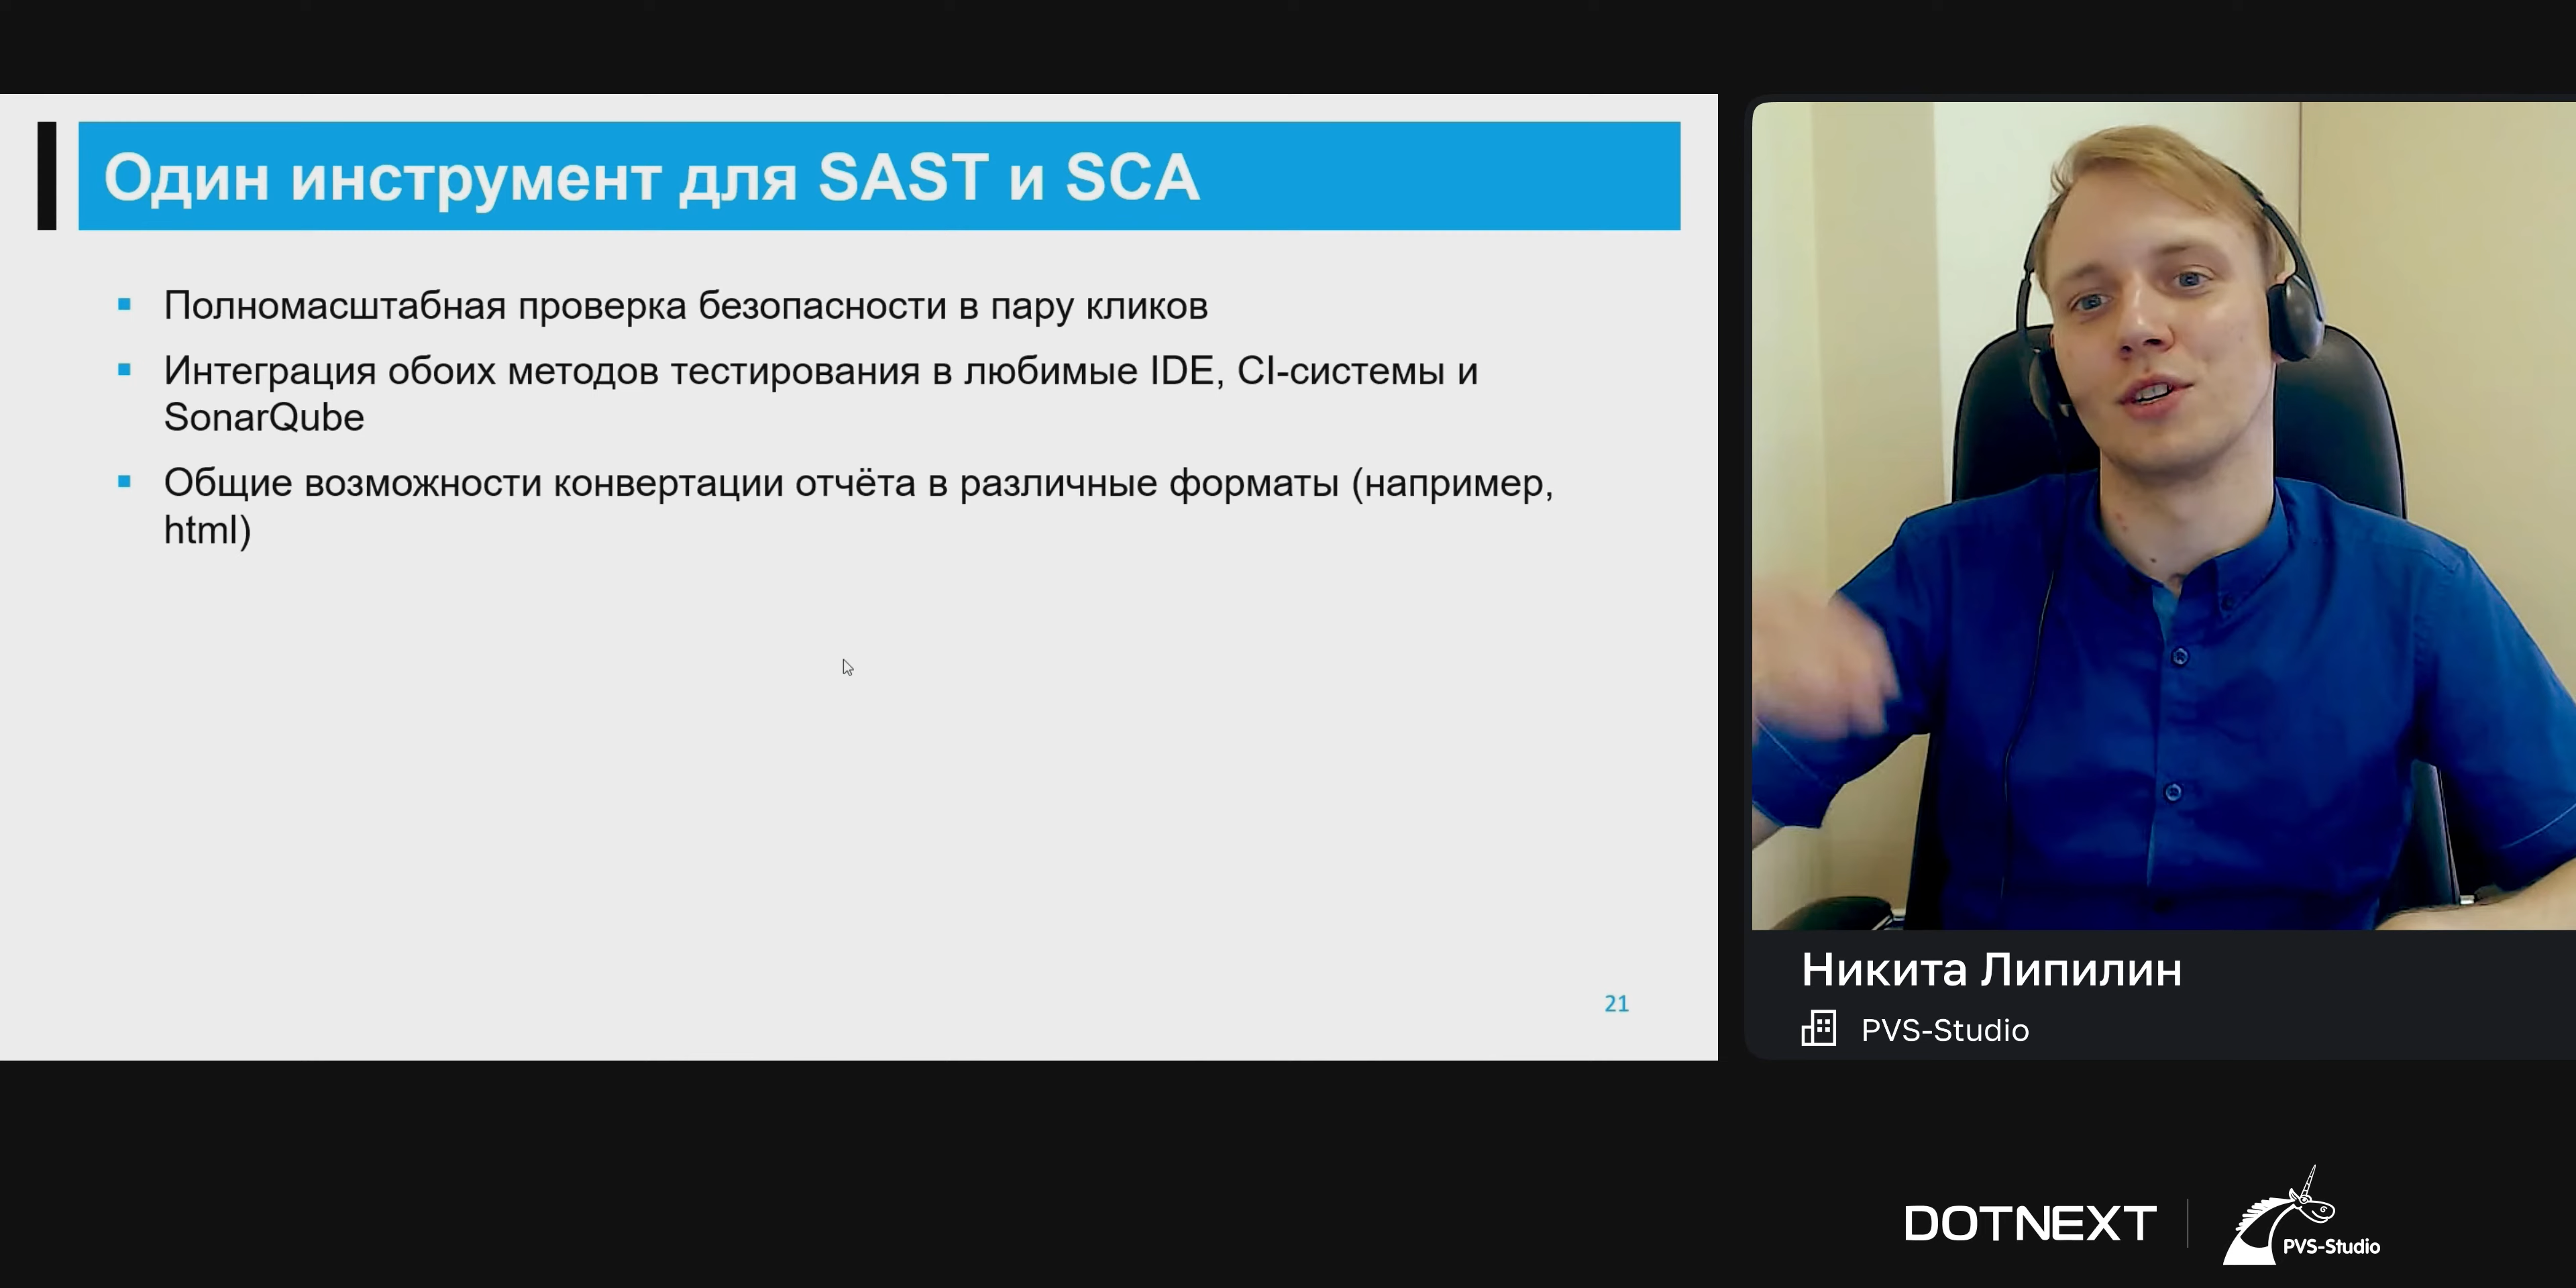 Один инструмент для SAST и SCA
Полномасштабная проверка безопасности в пару кликов
Интеграция обоих методов тестирования в любимые IDE, CI-системы и
SonarQube
Общие возможности конвертации отчёта в различные форматы (например,
html)
21
Никита Липилин
PVS-Studio
DOTNEXT
PVS-Studio